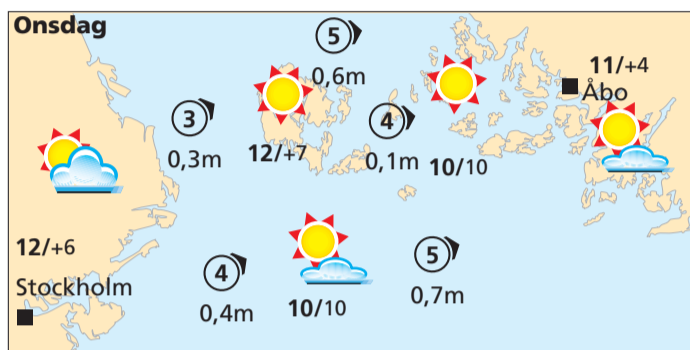 Onsdag
5
0,6m
11/+4
Åbo
3
0,3m
12/+7
4
0,1m
10/10
12/+6
Stockholm
4
0,4m
10/10
5
0,7m